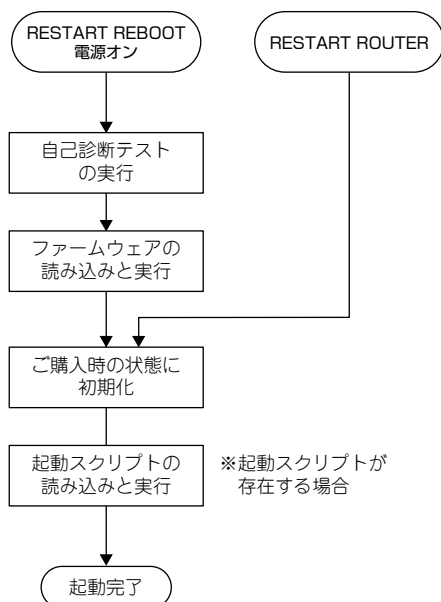 RESTART REBOOT
電源オン
RESTART ROUTER
自己診断テスト
の実行
ファームウェアの
読み込みと実行
ご購入時の状態に
初期化
起動スクリプトの
読み込みと実行
※起動スクリプトが
存在する場合
起動完了